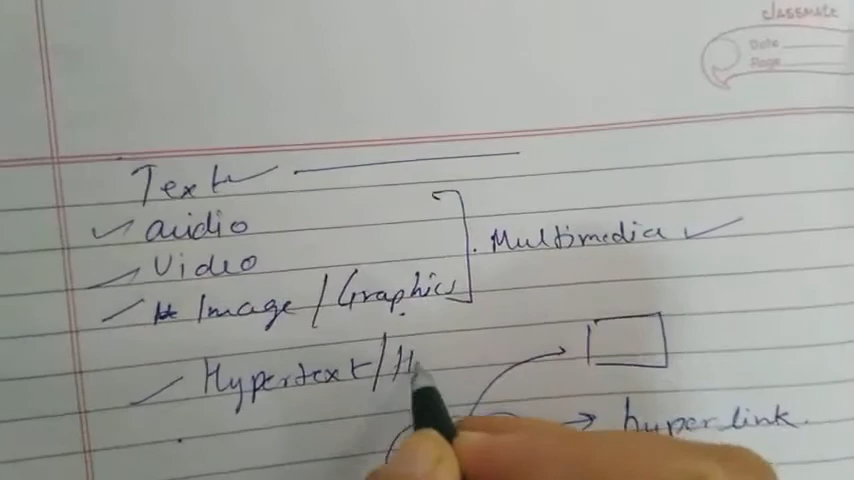 classmate
Date
Page
Text
audio
Video
Image / Graphics
Multimedia
Hypertext / H
hyperlink.